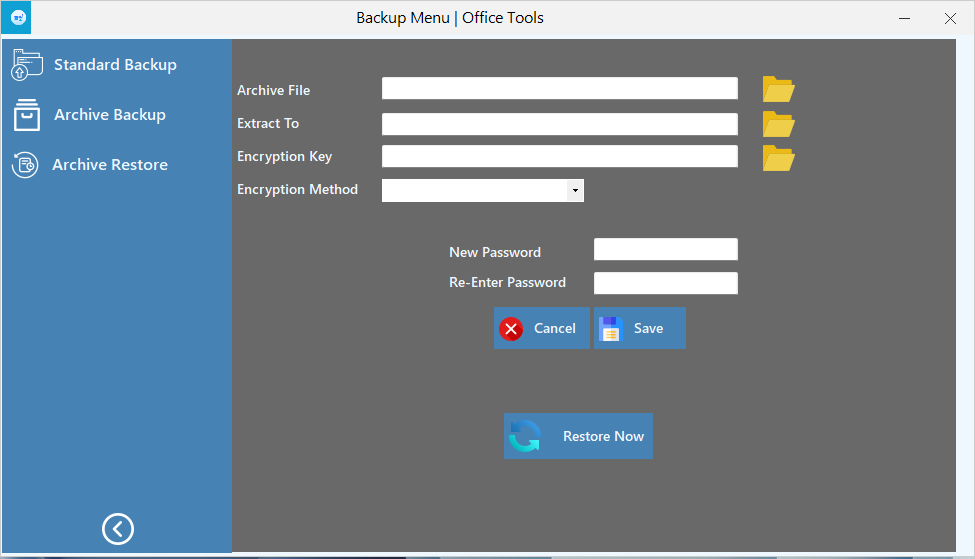 Backup Menu | Office Tools
Standard Backup
Archive Backup
Archive Restore
Archive File
Extract To
Encryption Key
Encryption Method
New Password
Re-Enter Password
Cancel
Save
Restore Now